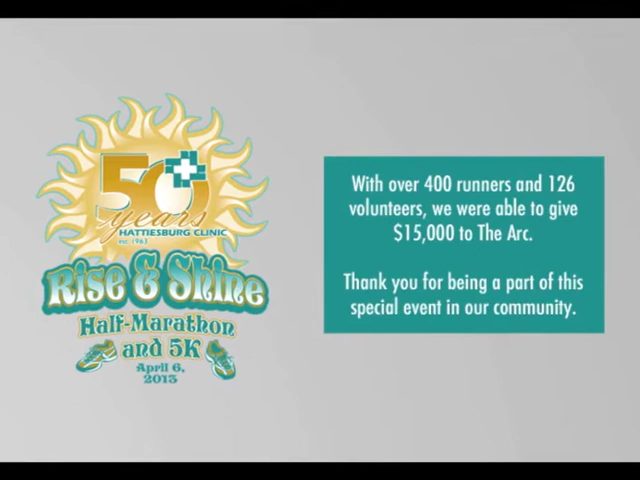 50
years
HATTIESBURG CLINIC
est. 1963
Rise & Shine
Half-Marathon
and 5K
April 6,
2013
With over 400 runners and 126
volunteers, we were able to give
$15,000 to The Arc.
Thank you for being a part of this
special event in our community.